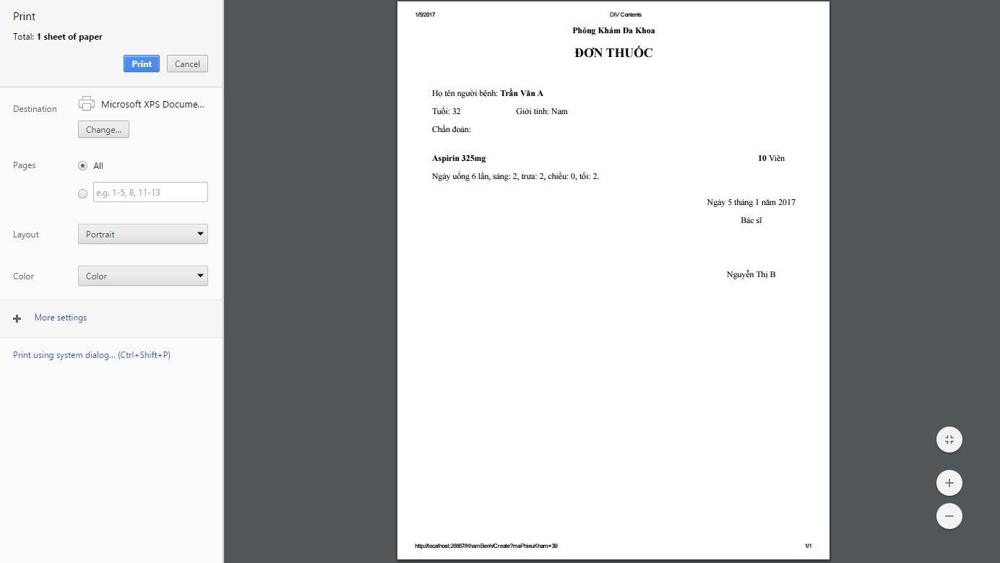 Print
Total: 1 sheet of paper
Print Cancel
Destination Microsoft XPS Docume...
Change...
Pages All
e.g. 1-5, 8, 11-13
Layout Portrait
Color Color
More settings
Print using system dialog... (Ctrl+Shift+P)
1/5/2017 DIV Contents
Phòng Khám Đa Khoa
ĐƠN THUỐC
Họ tên người bệnh: Trần Văn A
Tuổi: 32 Giới tính: Nam
Chẩn đoán:
Aspirin 325mg 10 Viên
Ngày uống 6 lần, sáng: 2, trưa: 2, chiều: 0, tối: 2.
Ngày 5 tháng 1 năm 2017
Bác sĩ
Nguyễn Thị B
http://localhost:26667/KhamBenh/Create?maPhieuKham=39 1/1